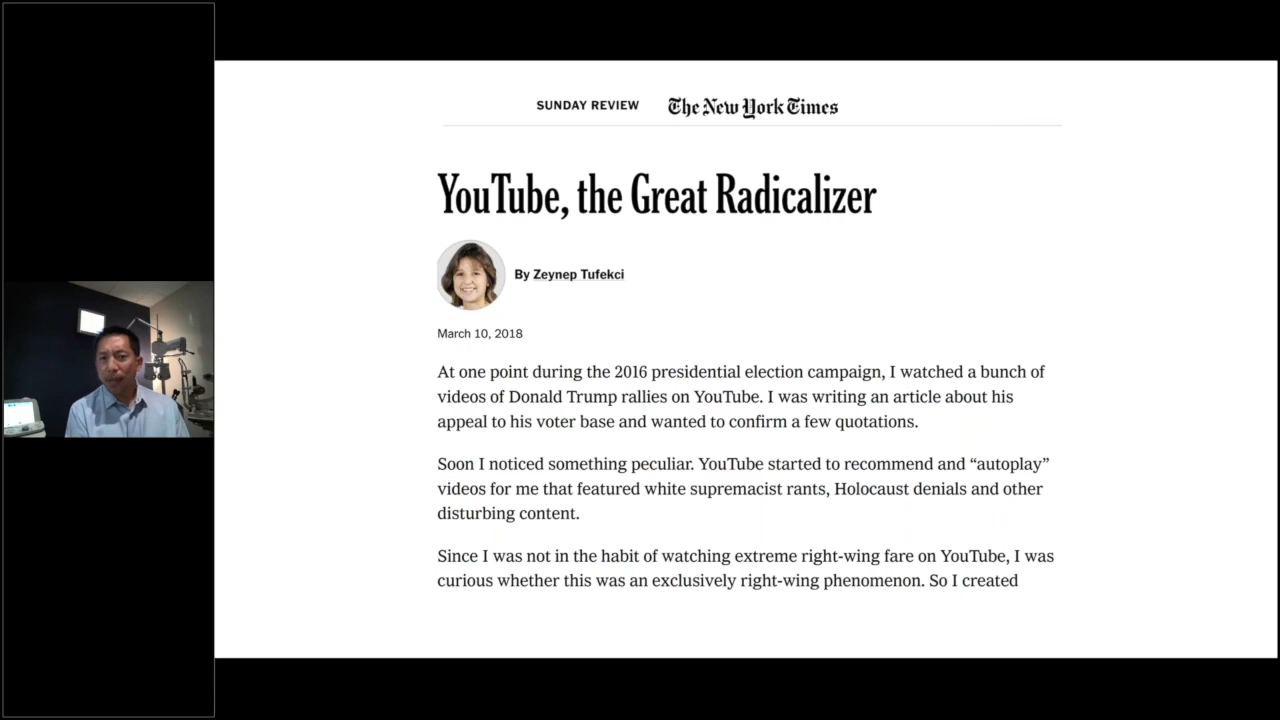 SUNDAY REVIEW The New York Times
YouTube, the Great Radicalizer
By Zeynep Tufekci
March 10, 2018
At one point during the 2016 presidential election campaign, I watched a bunch of
videos of Donald Trump rallies on YouTube. I was writing an article about his
appeal to his voter base and wanted to confirm a few quotations.
Soon I noticed something peculiar. YouTube started to recommend and “autoplay”
videos for me that featured white supremacist rants, Holocaust denials and other
disturbing content.
Since I was not in the habit of watching extreme right-wing fare on YouTube, I was
curious whether this was an exclusively right-wing phenomenon. So I created